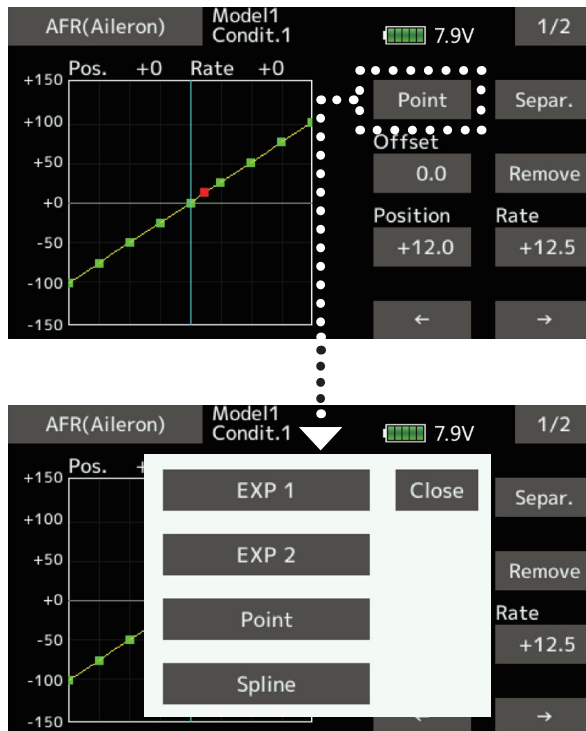 AFR(Aileron) Model1 Condit.1 7.9V 1/2
Pos. +0 Rate +0
+150
+100
+50
+0
-50
-100
-150
Point Separ.
Offset
0.0 Remove
Position Rate
+12.0 +12.5
← →
AFR(Aileron) Model1 Condit.1 7.9V 1/2
Pos. +
+150
+100
+50
+0
-50
-100
-150
EXP 1 Close
EXP 2
Point
Spline
Separ.
Remove
Rate
+12.5
← →